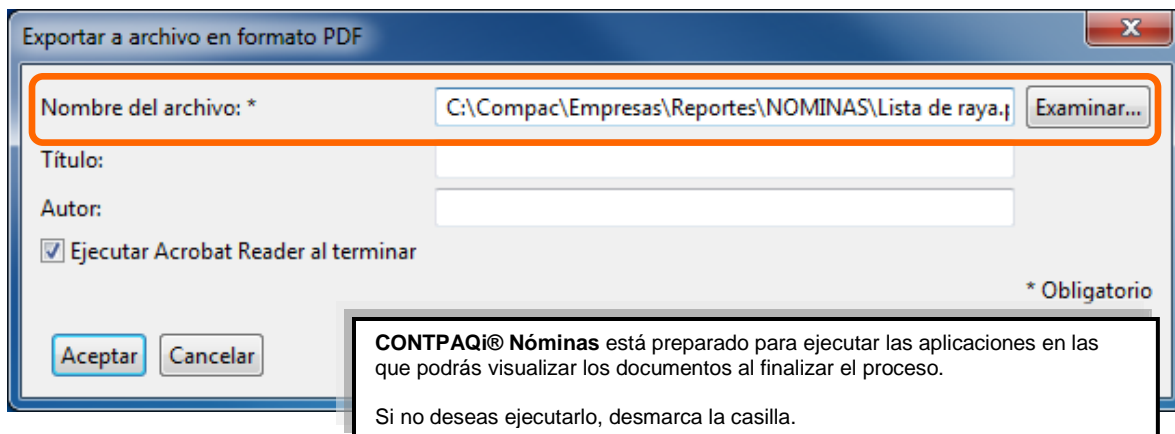 Exportar a archivo en formato PDF
Nombre del archivo: * C:\Compac\Empresas\Reportes\NOMINAS\Lista de raya.p Examinar...
Título:
Autor:
Ejecutar Acrobat Reader al terminar
* Obligatorio
Aceptar Cancelar
CONTPAQi® Nóminas está preparado para ejecutar las aplicaciones en las
que podrás visualizar los documentos al finalizar el proceso.
Si no deseas ejecutarlo, desmarca la casilla.